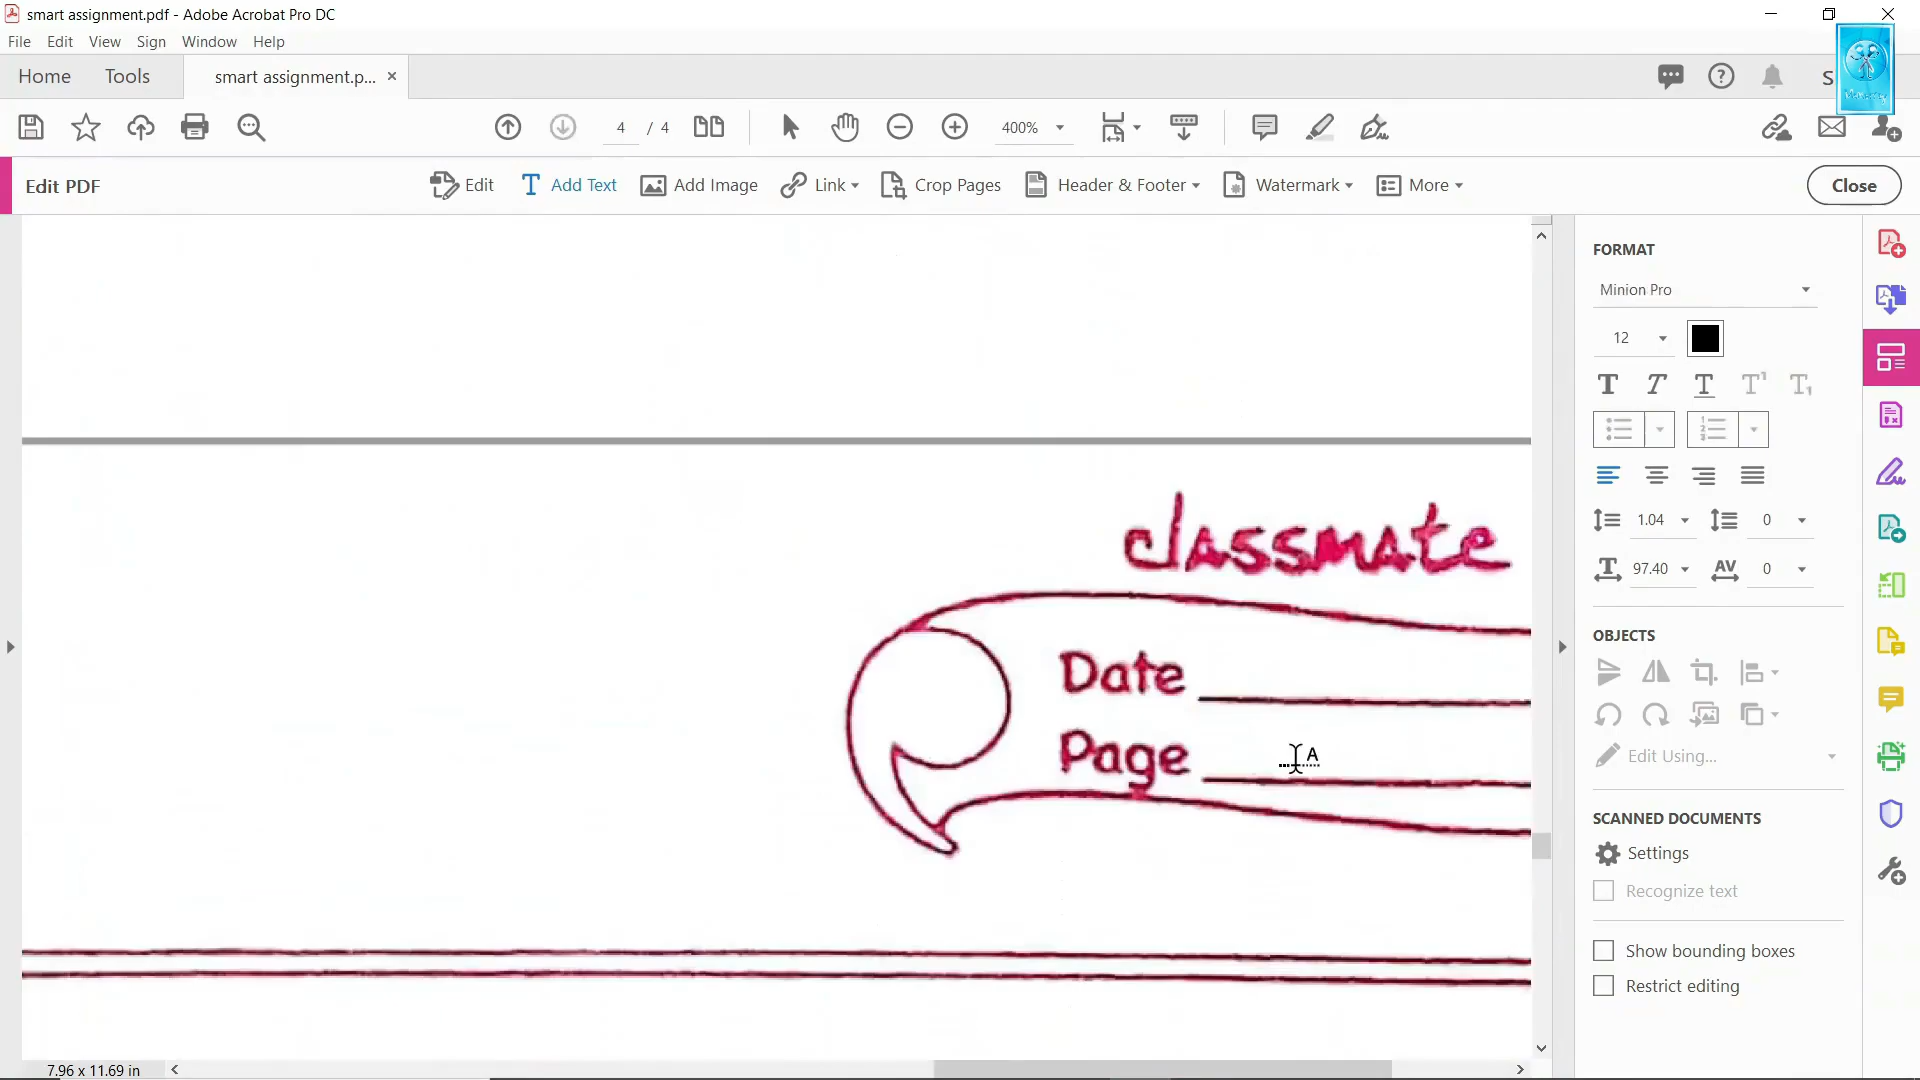 smart assignment.pdf - Adobe Acrobat Pro DC
File Edit View Sign Window Help
Home Tools smart assignment.p... ×
S
4 / 4 400%
Edit PDF Edit Add Text Add Image Link Crop Pages Header & Footer Watermark More Close
FORMAT
Minion Pro
12
T T T T¹ T₁
1.04 0
97.40 AV 0
OBJECTS
Edit Using...
SCANNED DOCUMENTS
Settings
Recognize text
Show bounding boxes
Restrict editing
classmate
Date
Page
A
7.96 x 11.69 in